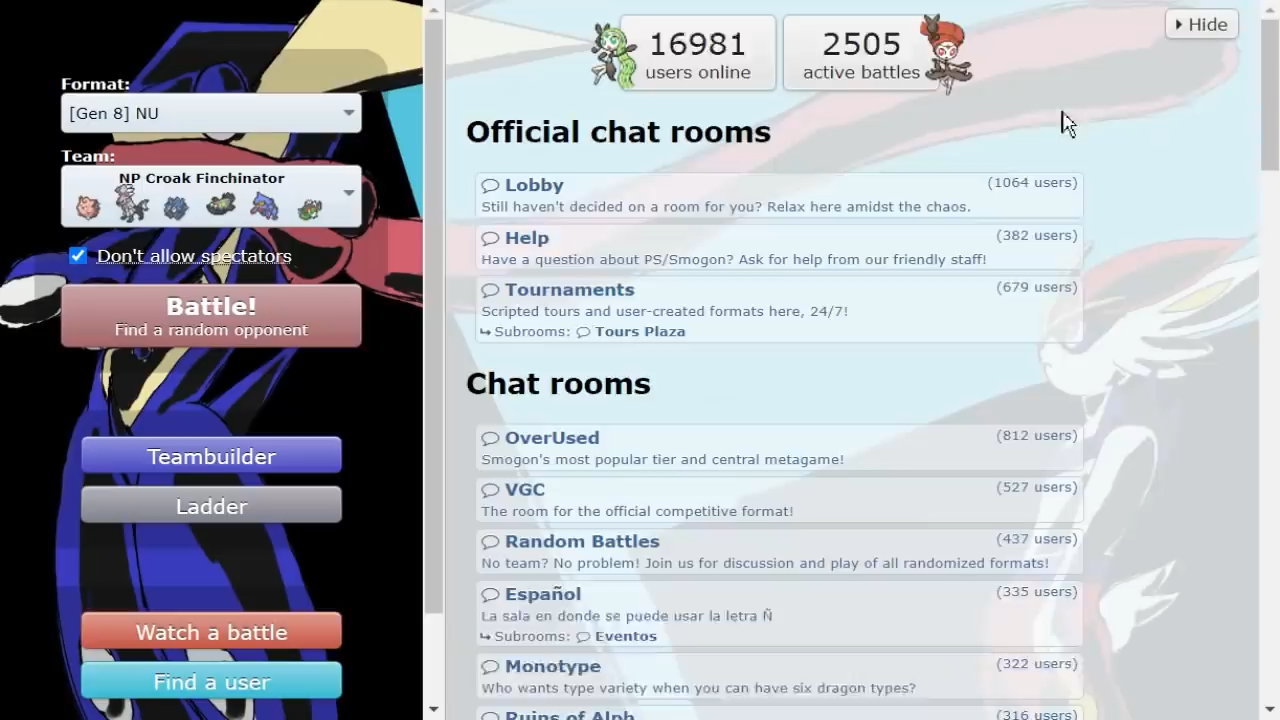 Format:
[Gen 8] NU
Team:
NP Croak Finchinator
Don't allow spectators
Battle!
Find a random opponent
Teambuilder
Ladder
Watch a battle
Find a user
16981
users online
2505
active battles
Hide
Official chat rooms
Lobby (1064 users)
Still haven't decided on a room for you? Relax here amidst the chaos.
Help (382 users)
Have a question about PS/Smogon? Ask for help from our friendly staff!
Tournaments (679 users)
Scripted tours and user-created formats here, 24/7!
Subrooms: Tours Plaza
Chat rooms
OverUsed (812 users)
Smogon's most popular tier and central metagame!
VGC (527 users)
The room for the official competitive format!
Random Battles (437 users)
No team? No problem! Join us for discussion and play of all randomized formats!
Español (335 users)
La sala en donde se puede usar la letra Ñ
Subrooms: Eventos
Monotype (322 users)
Who wants type variety when you can have six dragon types?
Ruins of Alph (316 users)